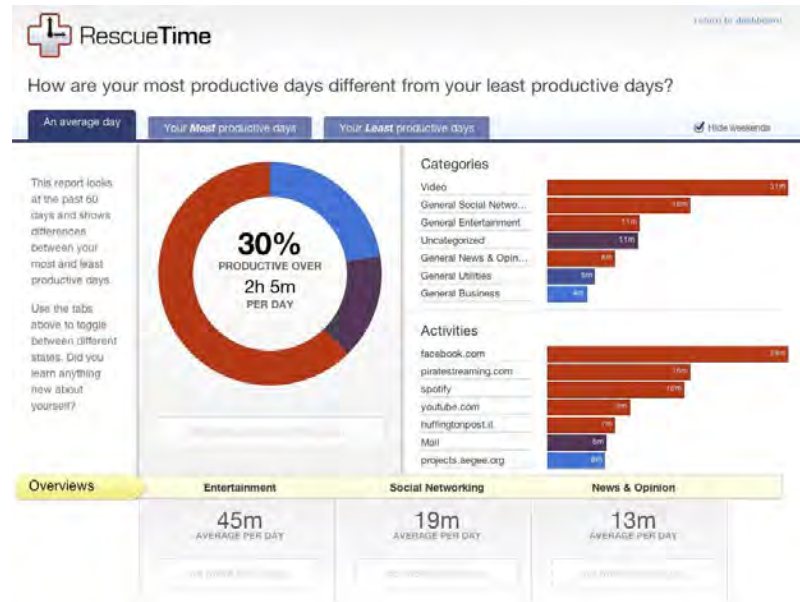 RescueTime
return to dashboard
How are your most productive days different from your least productive days?
An average day
Your Most productive days
Your Least productive days
Hide weekends
This report looks
at the past 60
days and shows
differences
between your
most and least
productive days.
Use the tabs
above to toggle
between different
states. Did you
learn anything
new about
yourself?
30%
PRODUCTIVE OVER
2h 5m
PER DAY
Categories
Video
General Social Netwo...
General Entertainment
Uncategorized
11m
General News & Opin...
General Utilities
5m
General Business
Activities
facebook.com
piratestreaming.com
spotify
youtube.com
huffingtonpost.it
Mail
projects.aegee.org
Overviews
Entertainment
Social Networking
News & Opinion
45m
AVERAGE PER DAY
19m
AVERAGE PER DAY
13m
AVERAGE PER DAY